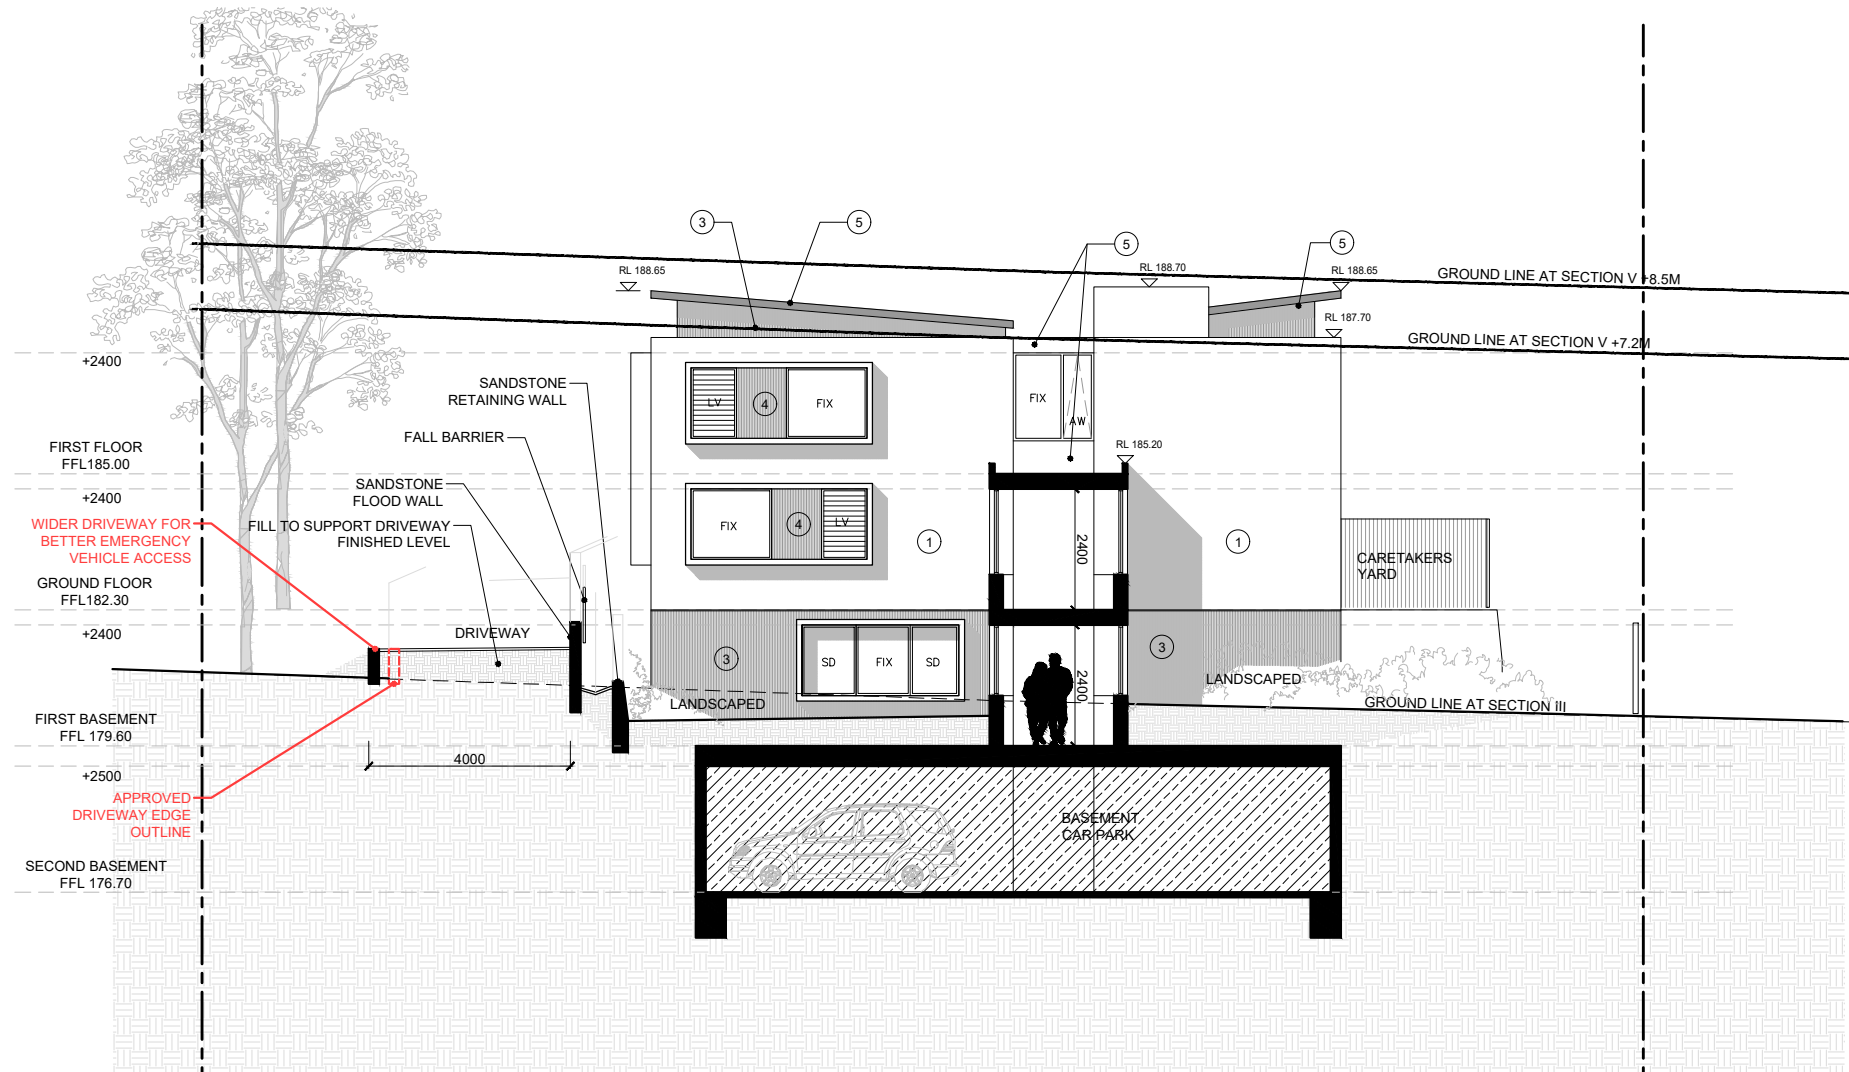 3
5
5
5
RL 188.65
RL 188.70
RL 188.65
GROUND LINE AT SECTION V +8.5M
RL 187.70
GROUND LINE AT SECTION V +7.2M
+2400
SANDSTONE
RETAINING WALL
LV
4
FIX
FIX
AW
FALL BARRIER
RL 185.20
FIRST FLOOR
FFL185.00
+2400
SANDSTONE
FLOOD WALL
WIDER DRIVEWAY FOR
BETTER EMERGENCY
VEHICLE ACCESS
FILL TO SUPPORT DRIVEWAY
FINISHED LEVEL
FIX
4
LV
1
2400
1
CARETAKERS
YARD
GROUND FLOOR
FFL182.30
+2400
DRIVEWAY
3
SD
FIX
SD
2400
3
LANDSCAPED
LANDSCAPED
GROUND LINE AT SECTION iii
FIRST BASEMENT
FFL 179.60
4000
+2500
APPROVED
DRIVEWAY EDGE
OUTLINE
BASEMENT
CAR PARK
SECOND BASEMENT
FFL 176.70